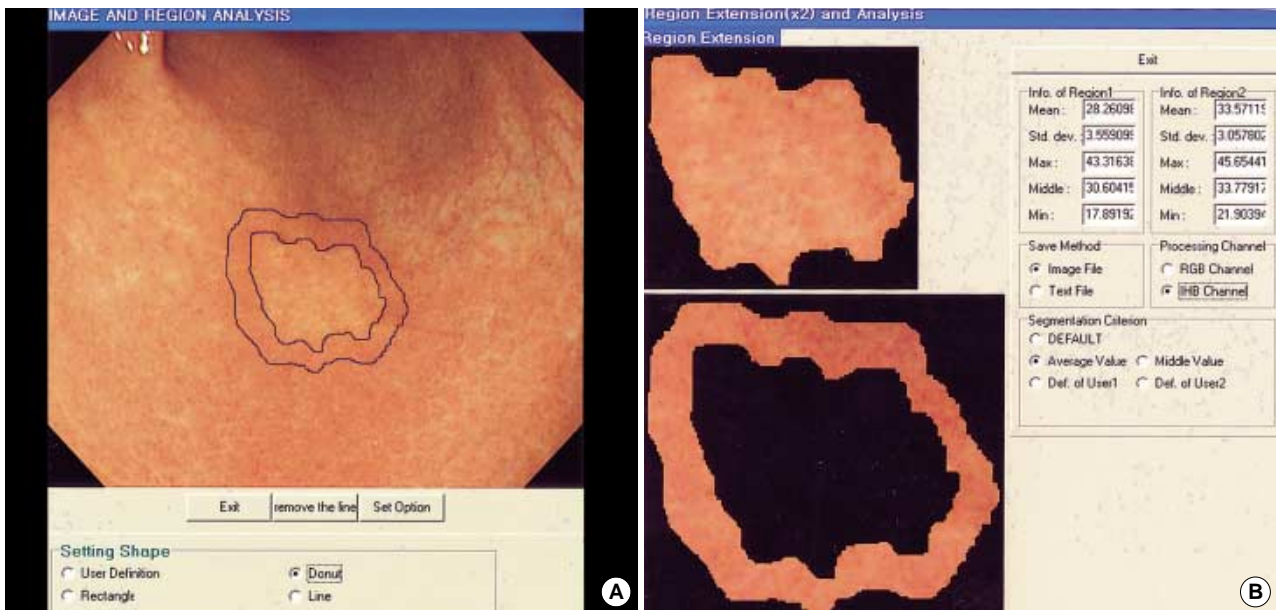 IMAGE AND REGION ANALYSIS
Exit remove the line Set Option
Setting Shape
User Definition Donut
Rectangle Line
A
Region Extension(x2) and Analysis
Region Extension
Exit
Info. of Region1 Info. of Region2
Mean : 28.26098 Mean : 33.57115
Std. dev. : 3.559095 Std. dev. : 3.057802
Max : 43.31638 Max : 45.65441
Middle : 30.60415 Middle : 33.77917
Min : 17.89192 Min : 21.90394
Save Method Processing Channel
Image File RGB Channel
Text File IHB Channel
Segmentation Criterion
DEFAULT
Average Value Middle Value
Def. of User1 Def. of User2
B